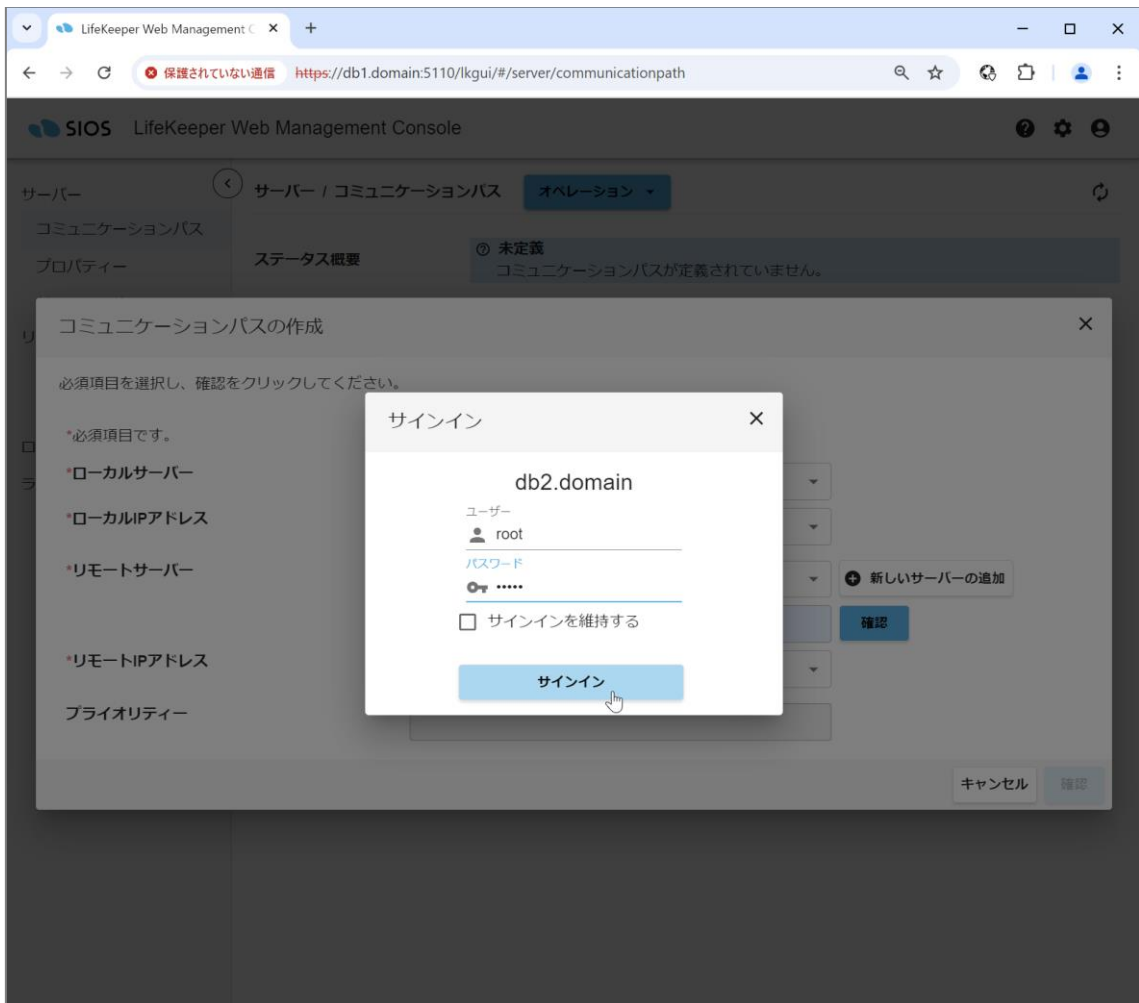 LifeKeeper Web Management C
保護されていない通信 https://db1.domain:5110/lkgui/#/server/communicationpath
SIOS LifeKeeper Web Management Console
サーバー
コミュニケーションパス
プロパティー
サーバー / コミュニケーションパス オペレーション
ステータス概要
未定義
コミュニケーションパスが定義されていません。
コミュニケーションパスの作成
必須項目を選択し、確認をクリックしてください。
*必須項目です。
*ローカルサーバー
*ローカルIPアドレス
*リモートサーバー
新しいサーバーの追加
確認
*リモートIPアドレス
プライオリティー
サインイン
db2.domain
ユーザー
root
パスワード
•••••
サインインを維持する
サインイン
キャンセル 確認